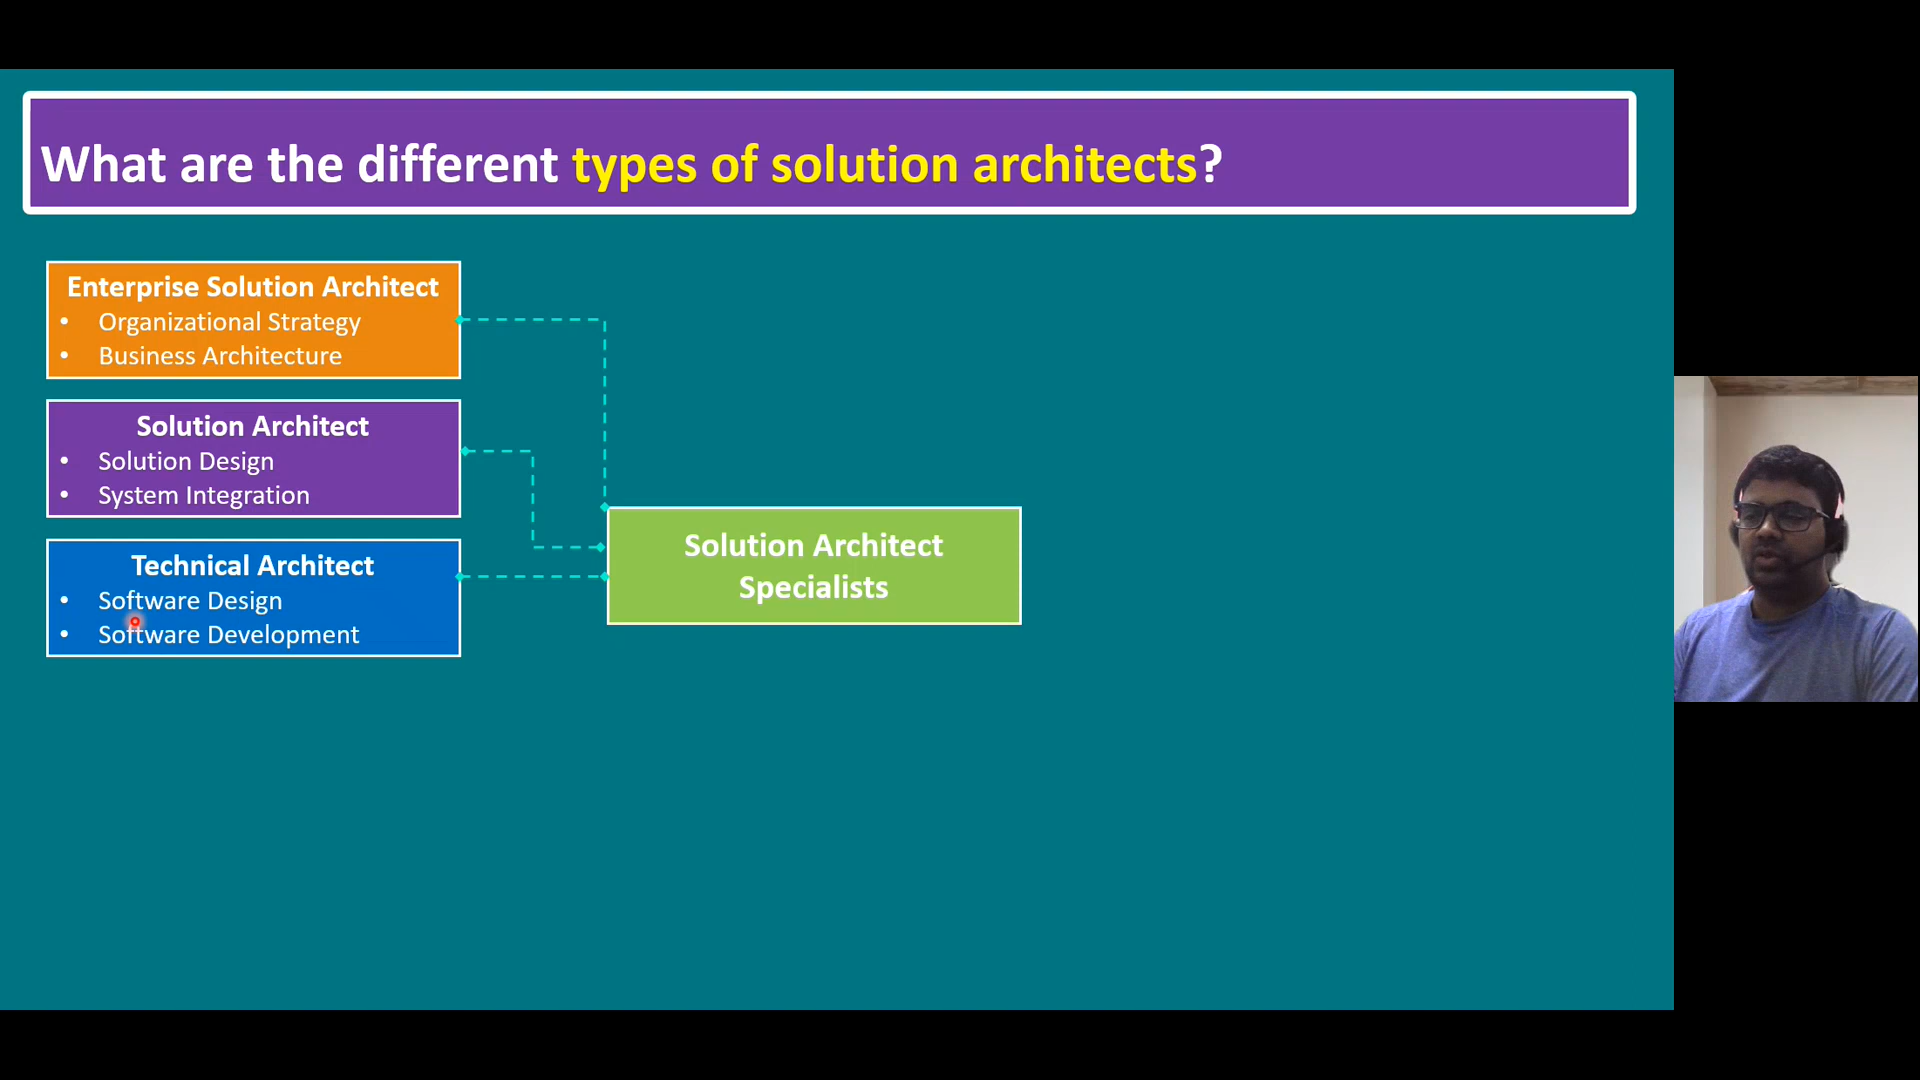 What are the different types of solution architects?
Enterprise Solution Architect
• Organizational Strategy
• Business Architecture
Solution Architect
• Solution Design
• System Integration
Technical Architect
• Software Design
• Software Development
Solution Architect
Specialists